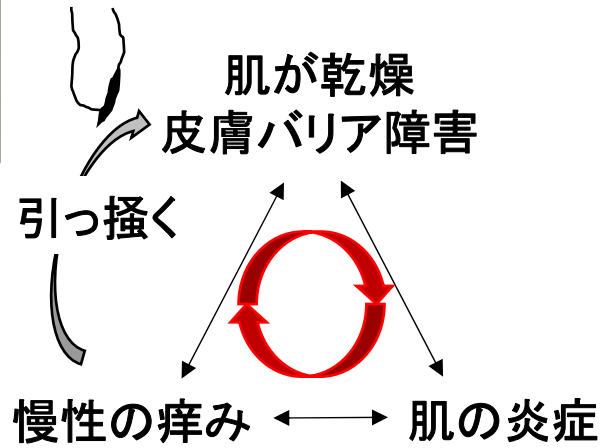 肌が乾燥
皮膚バリア障害
引っ掻く
慢性の痒み
肌の炎症